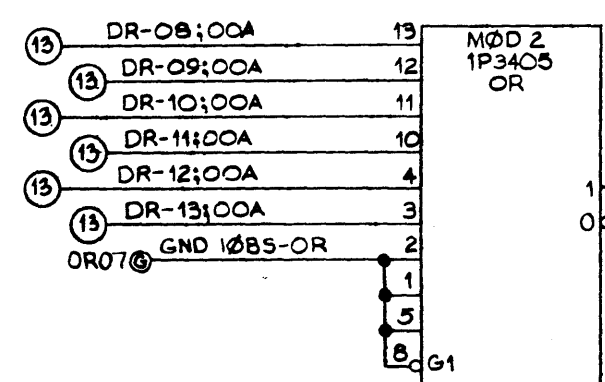 13 DR-08;00A 13
MØD 2
1P3405
OR
13 DR-09;00A 12
13 DR-10;00A 11
13 DR-11;00A 10
13 DR-12;00A 4
13 DR-13;00A 3
0R07 G GND 1ØBS-OR 2
1
5
8 G1
1
0